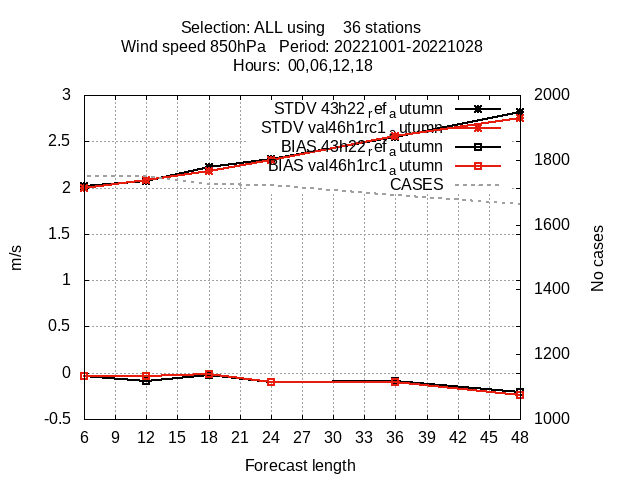 Selection: ALL using    36 stations
Wind speed 850hPa   Period: 20221001-20221028
Hours:  00,06,12,18
3 2000
STDV 43h22_ref_autumn
STDV val46h1rc1_autumn
2.5
BIAS 43h22_ref_autumn
BIAS val46h1rc1_autumn
1800
2
CASES
1.5 1600
m/s
No cases
1 1400
0.5
1200
0
-0.5 1000
6 9 12 15 18 21 24 27 30 33 36 39 42 45 48
Forecast length